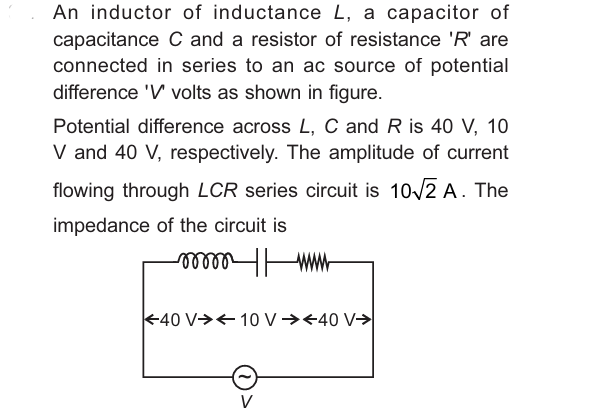 An inductor of inductance L, a capacitor of
capacitance C and a resistor of resistance 'R' are
connected in series to an ac source of potential
difference 'V' volts as shown in figure.
Potential difference across L, C and R is 40 V, 10
V and 40 V, respectively. The amplitude of current
flowing through LCR series circuit is 10√2 A. The
impedance of the circuit is
←40 V→←10 V→←40 V→
~
V